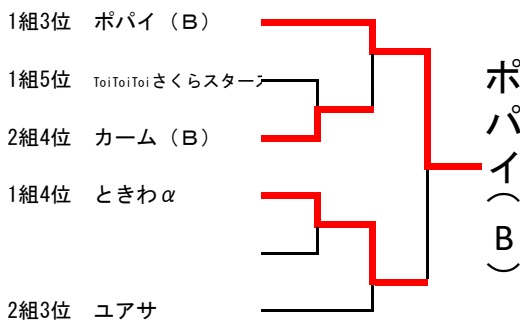 1組3位 ポパイ（B）
1組5位 ToiToiToiさくらスターズ
2組4位 カーム（B）
1組4位 ときわα
2組3位 ユアサ
ポパイ（B）